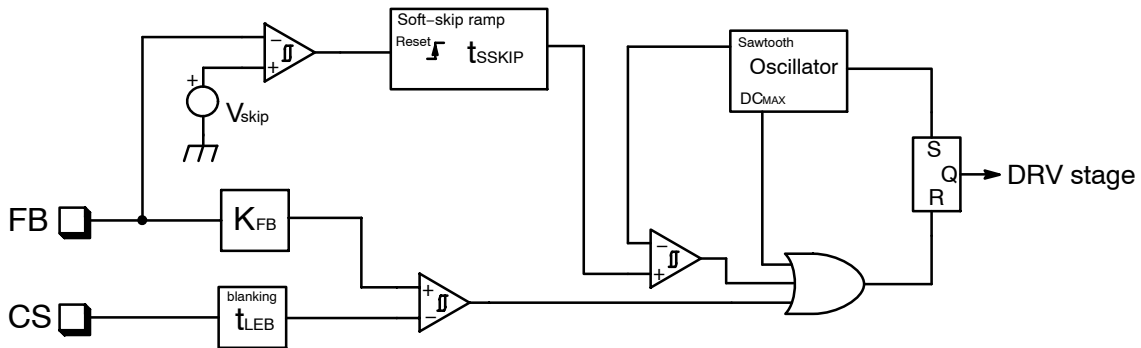 Soft-skip ramp
Reset
tSSKIP
Sawtooth
Oscillator
DCMAX
+
Vskip
S
Q
R
DRV stage
FB
KFB
CS
blanking
tLEB
−
+
−
+
+
−